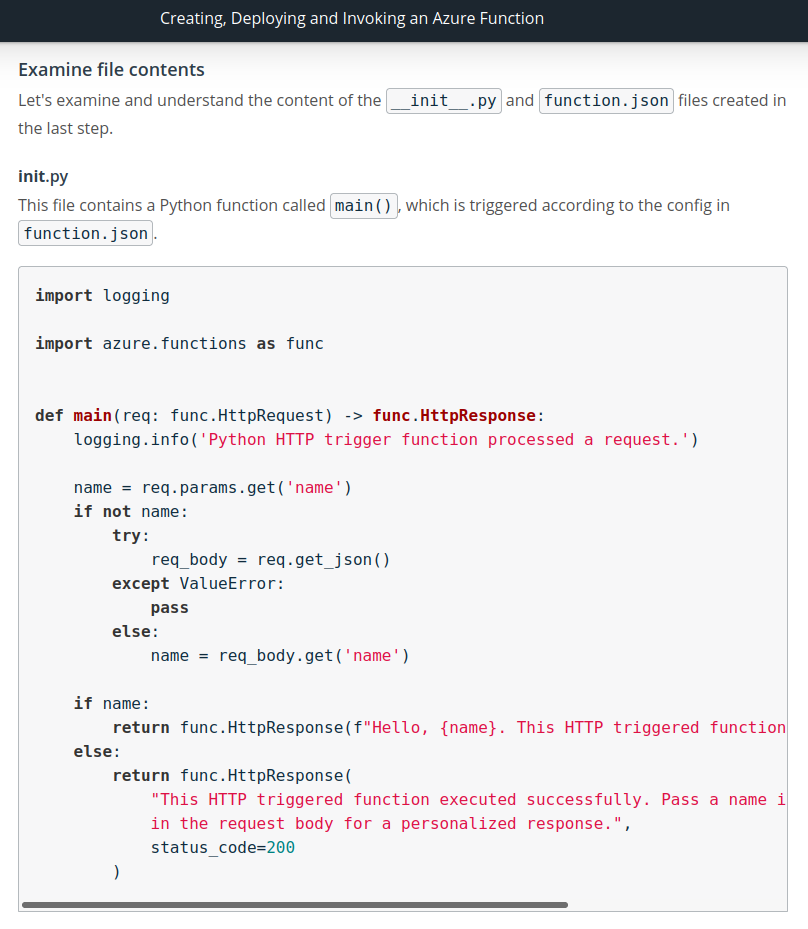 Creating, Deploying and Invoking an Azure Function
Examine file contents
Let's examine and understand the content of the __init__.py and function.json files created in
the last step.
init.py
This file contains a Python function called main(), which is triggered according to the config in
function.json.
import logging
import azure.functions as func
def main(req: func.HttpRequest) -> func.HttpResponse:
    logging.info('Python HTTP trigger function processed a request.')
    name = req.params.get('name')
    if not name:
        try:
            req_body = req.get_json()
        except ValueError:
            pass
        else:
            name = req_body.get('name')
    if name:
        return func.HttpResponse(f"Hello, {name}. This HTTP triggered function
    else:
        return func.HttpResponse(
            "This HTTP triggered function executed successfully. Pass a name i
            in the request body for a personalized response.",
            status_code=200
        )